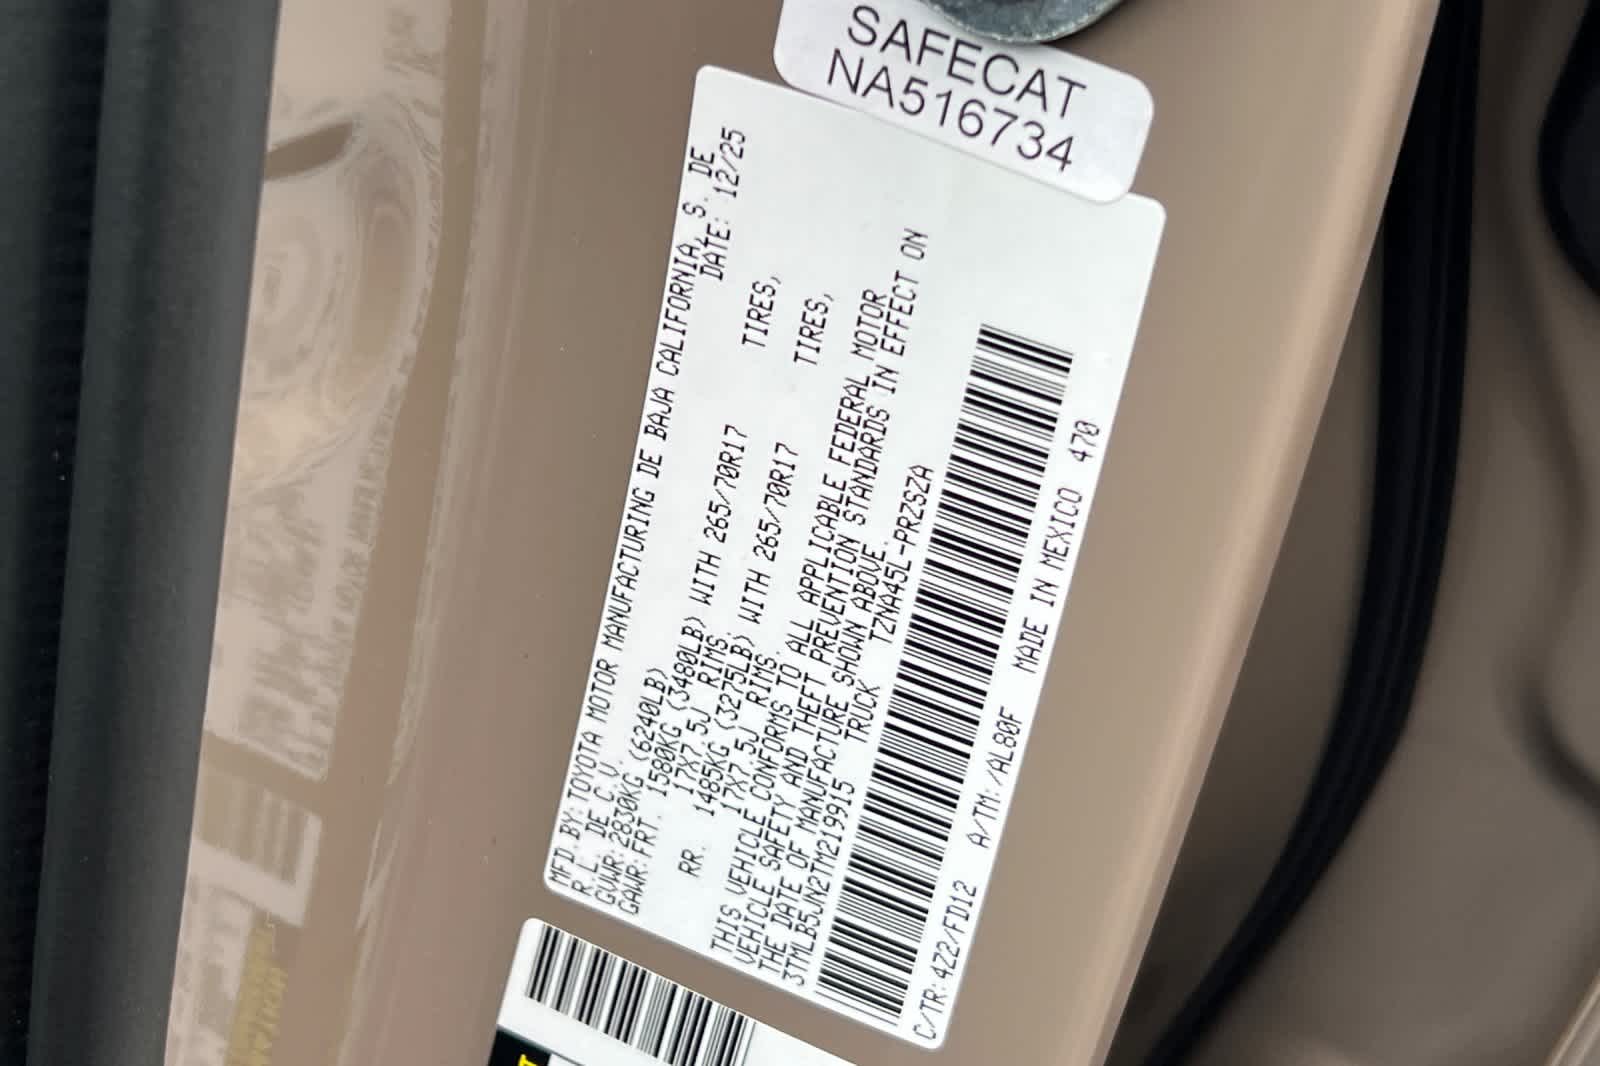 SAFECAT
NA516734
MFD.BY:TOYOTA MOTOR MANUFACTURING DE BAJA CALIFORNIA,S. DE
R.L. DE C.V. DATE: 12/25
GVWR:2830KG (6240LB)
GAWR:FRT. 1580KG (3480LB) WITH 265/70R17 TIRES,
17X7.5J RIMS.
RR. 1485KG (3275LB) WITH 265/70R17 TIRES,
17X7.5J RIMS.
THIS VEHICLE CONFORMS TO ALL APPLICABLE FEDERAL MOTOR
VEHICLE SAFETY AND THEFT PREVENTION STANDARDS IN EFFECT ON
THE DATE OF MANUFACTURE SHOWN ABOVE.
3TMLB5JN2TM219915 TRUCK TZNA45L-PRZSZA
C/TR:4Z2/FD12 A/TM:/AL80F MADE IN MEXICO 470